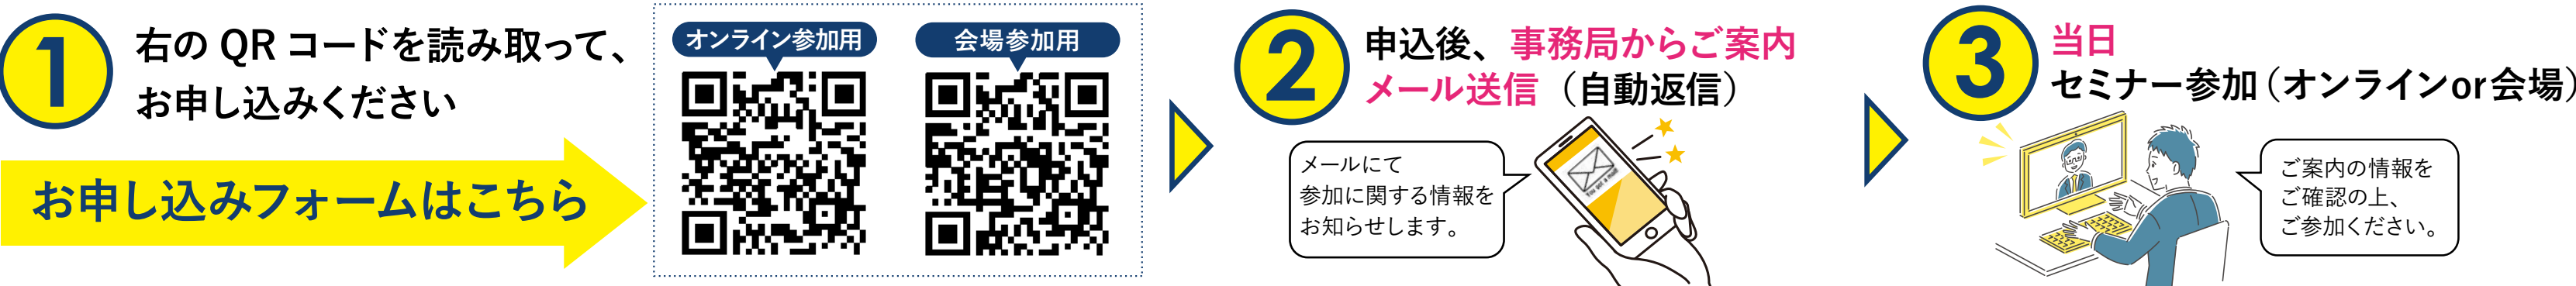 1
右の QR コードを読み取って、
お申し込みください
お申し込みフォームはこちら
オンライン参加用
会場参加用
2
申込後、事務局からご案内
メール送信（自動返信）
メールにて
参加に関する情報を
お知らせします。
You got a mail!
3
当日
セミナー参加（オンラインor会場）
ご案内の情報を
ご確認の上、
ご参加ください。